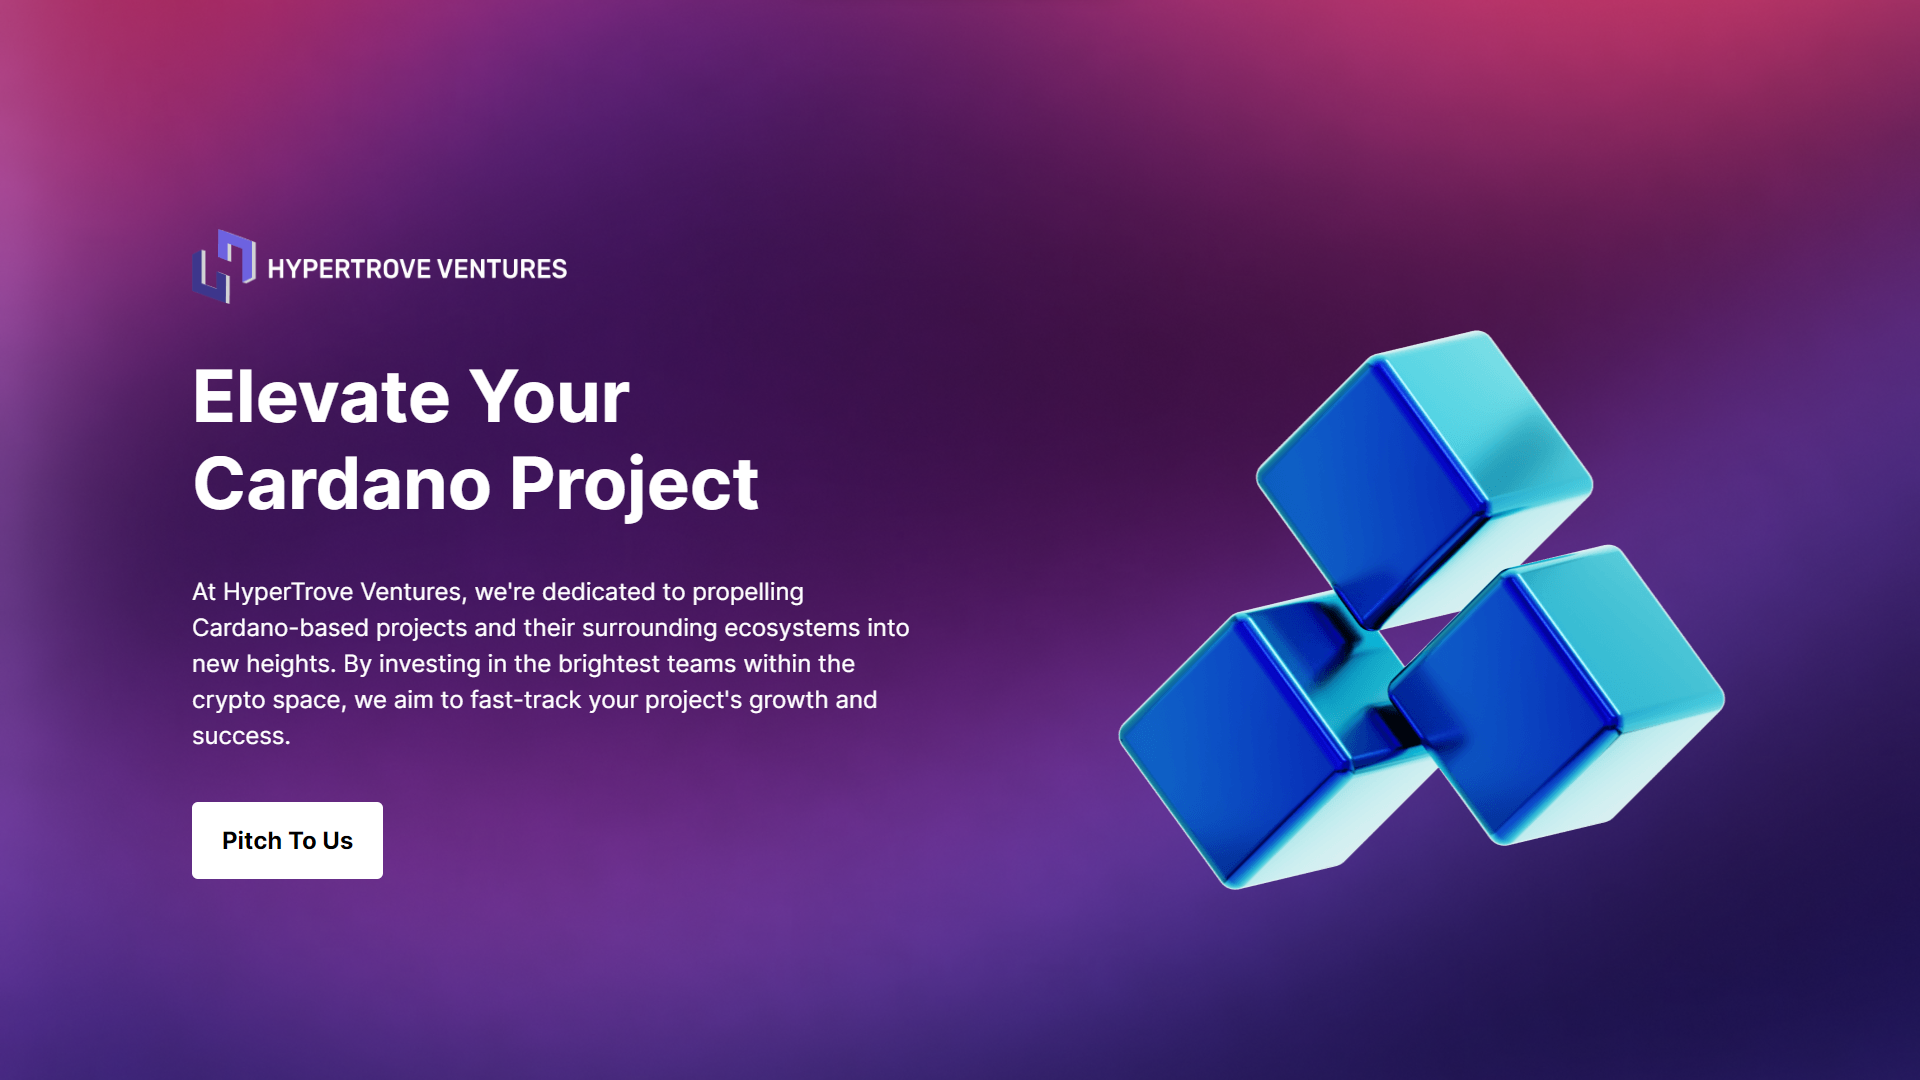 HYPERTROVE VENTURES
Elevate Your
Cardano Project
At HyperTrove Ventures, we're dedicated to propelling
Cardano-based projects and their surrounding ecosystems into
new heights. By investing in the brightest teams within the
crypto space, we aim to fast-track your project's growth and
success.
Pitch To Us